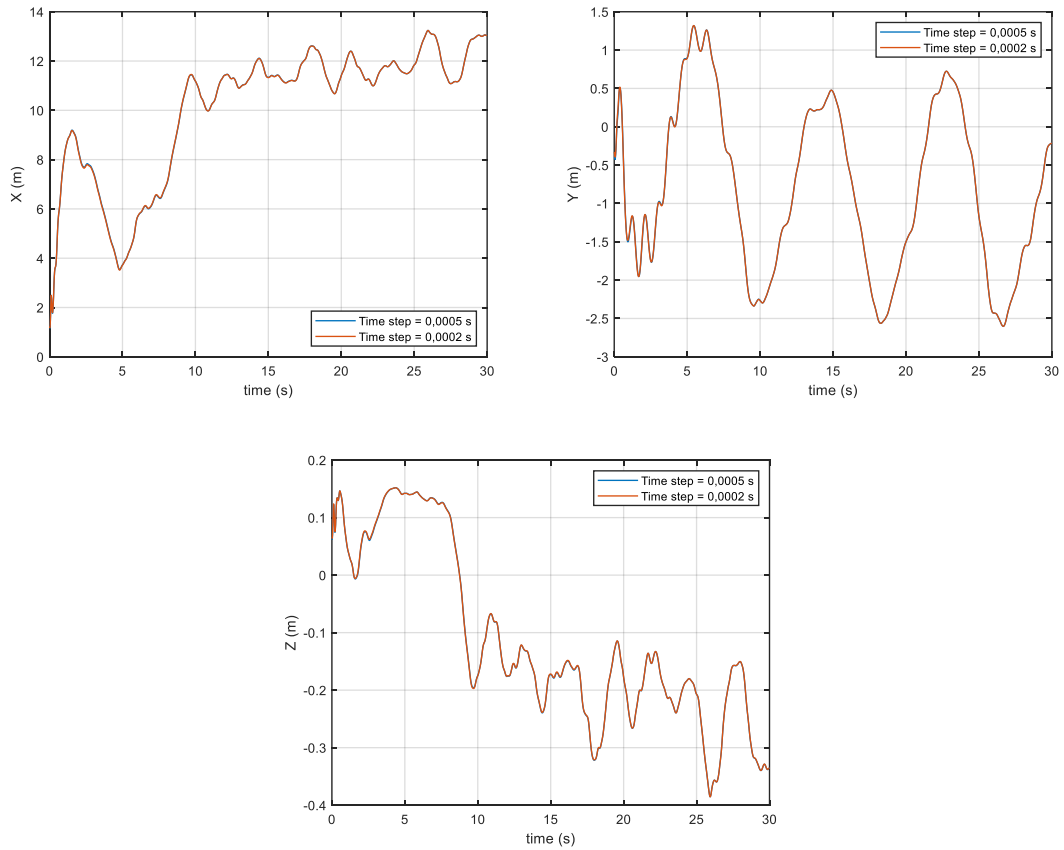 14
12
10
8
6
4
2
0
X (m)
Time step = 0,0005 s
Time step = 0,0002 s
0 5 10 15 20 25 30
time (s)
1.5
1
0.5
0
-0.5
-1
-1.5
-2
-2.5
-3
Y (m)
Time step = 0,0005 s
Time step = 0,0002 s
0 5 10 15 20 25 30
time (s)
0.2
0.1
0
-0.1
-0.2
-0.3
-0.4
Z (m)
Time step = 0,0005 s
Time step = 0,0002 s
0 5 10 15 20 25 30
time (s)